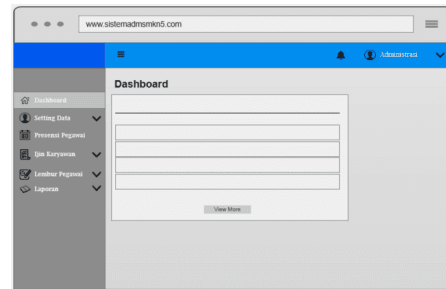 www.sistemadmsmkn5.com
Administrasi
Dashboard
Dashboard
Setting Data
Presensi Pegawai
Ijin Karyawan
Lembur Pegawai
Laporan
View More